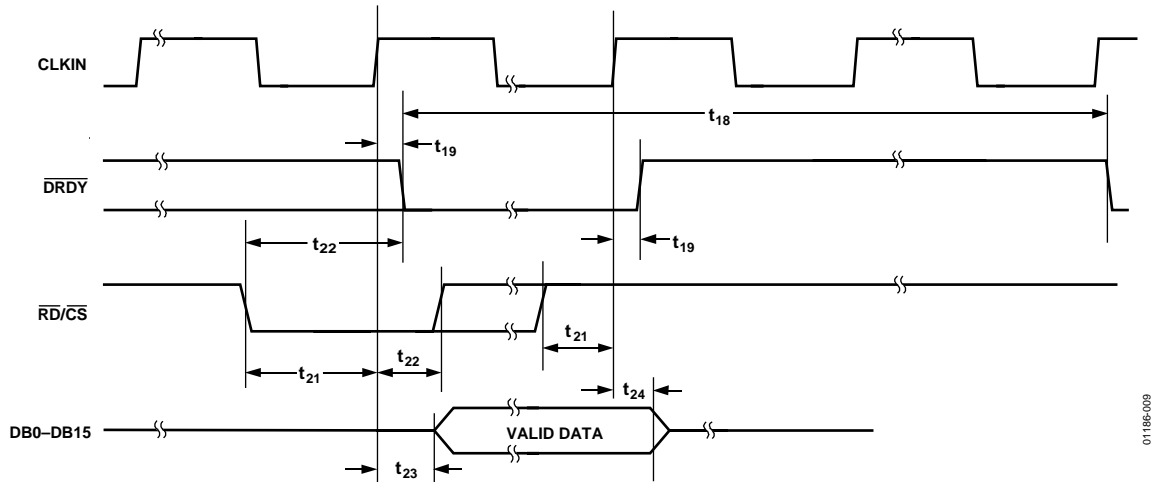 CLKIN
t18
t19
DRDY
t22
t19
RD/CS
t21
t21
t22
t24
DB0–DB15
VALID DATA
t23
01186-009